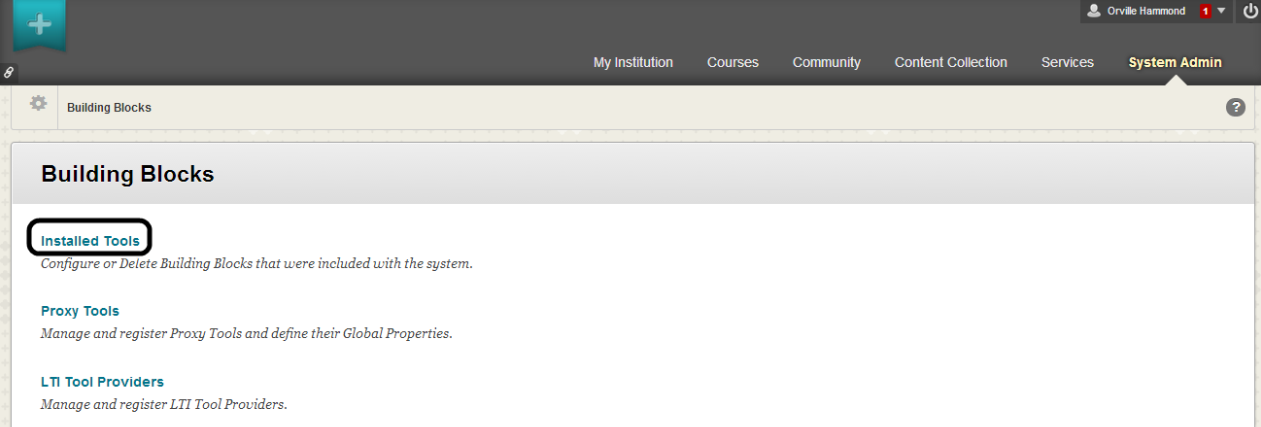 Orville Hammond 1
My Institution Courses Community Content Collection Services System Admin
Building Blocks ?
Building Blocks
Installed Tools
Configure or Delete Building Blocks that were included with the system.
Proxy Tools
Manage and register Proxy Tools and define their Global Properties.
LTI Tool Providers
Manage and register LTI Tool Providers.